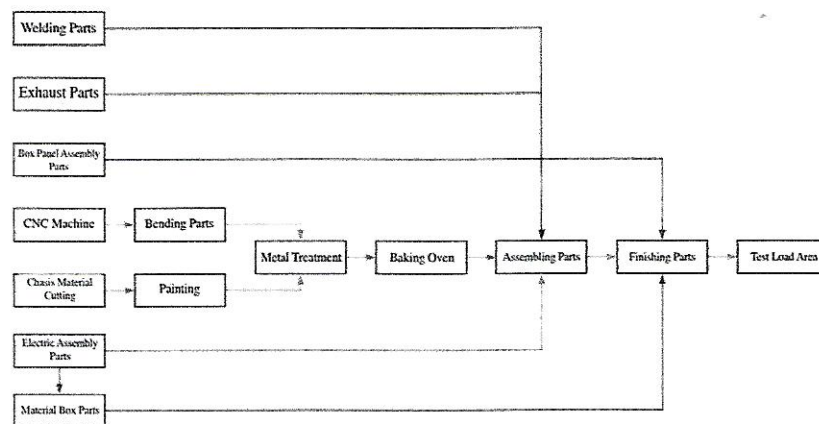 Welding Parts
Exhaust Parts
Box Panel Assembly
Parts
CNC Machine
Bending Parts
Metal Treatment
Baking Oven
Assembling Parts
Finishing Parts
Test Load Area
Chasis Material
Cutting
Painting
Electric Assembly
Parts
Material Box Parts